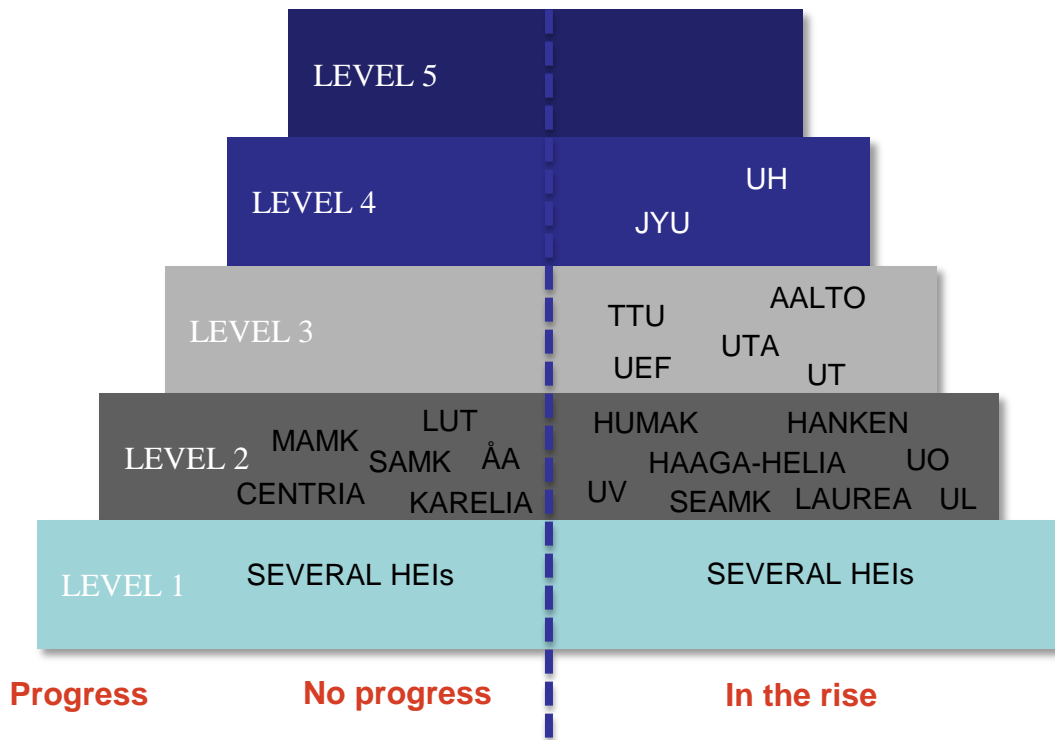 LEVEL 5
LEVEL 4
UH
JYU
LEVEL 3
AALTO
TTU
UTA
UEF
UT
LEVEL 2
MAMK
LUT
SAMK
ÅA
CENTRIA
KARELIA
HUMAK
HANKEN
HAAGA-HELIA
UO
UV
SEAMK
LAUREA
UL
LEVEL 1
SEVERAL HEIs
SEVERAL HEIs
Progress
No progress
In the rise